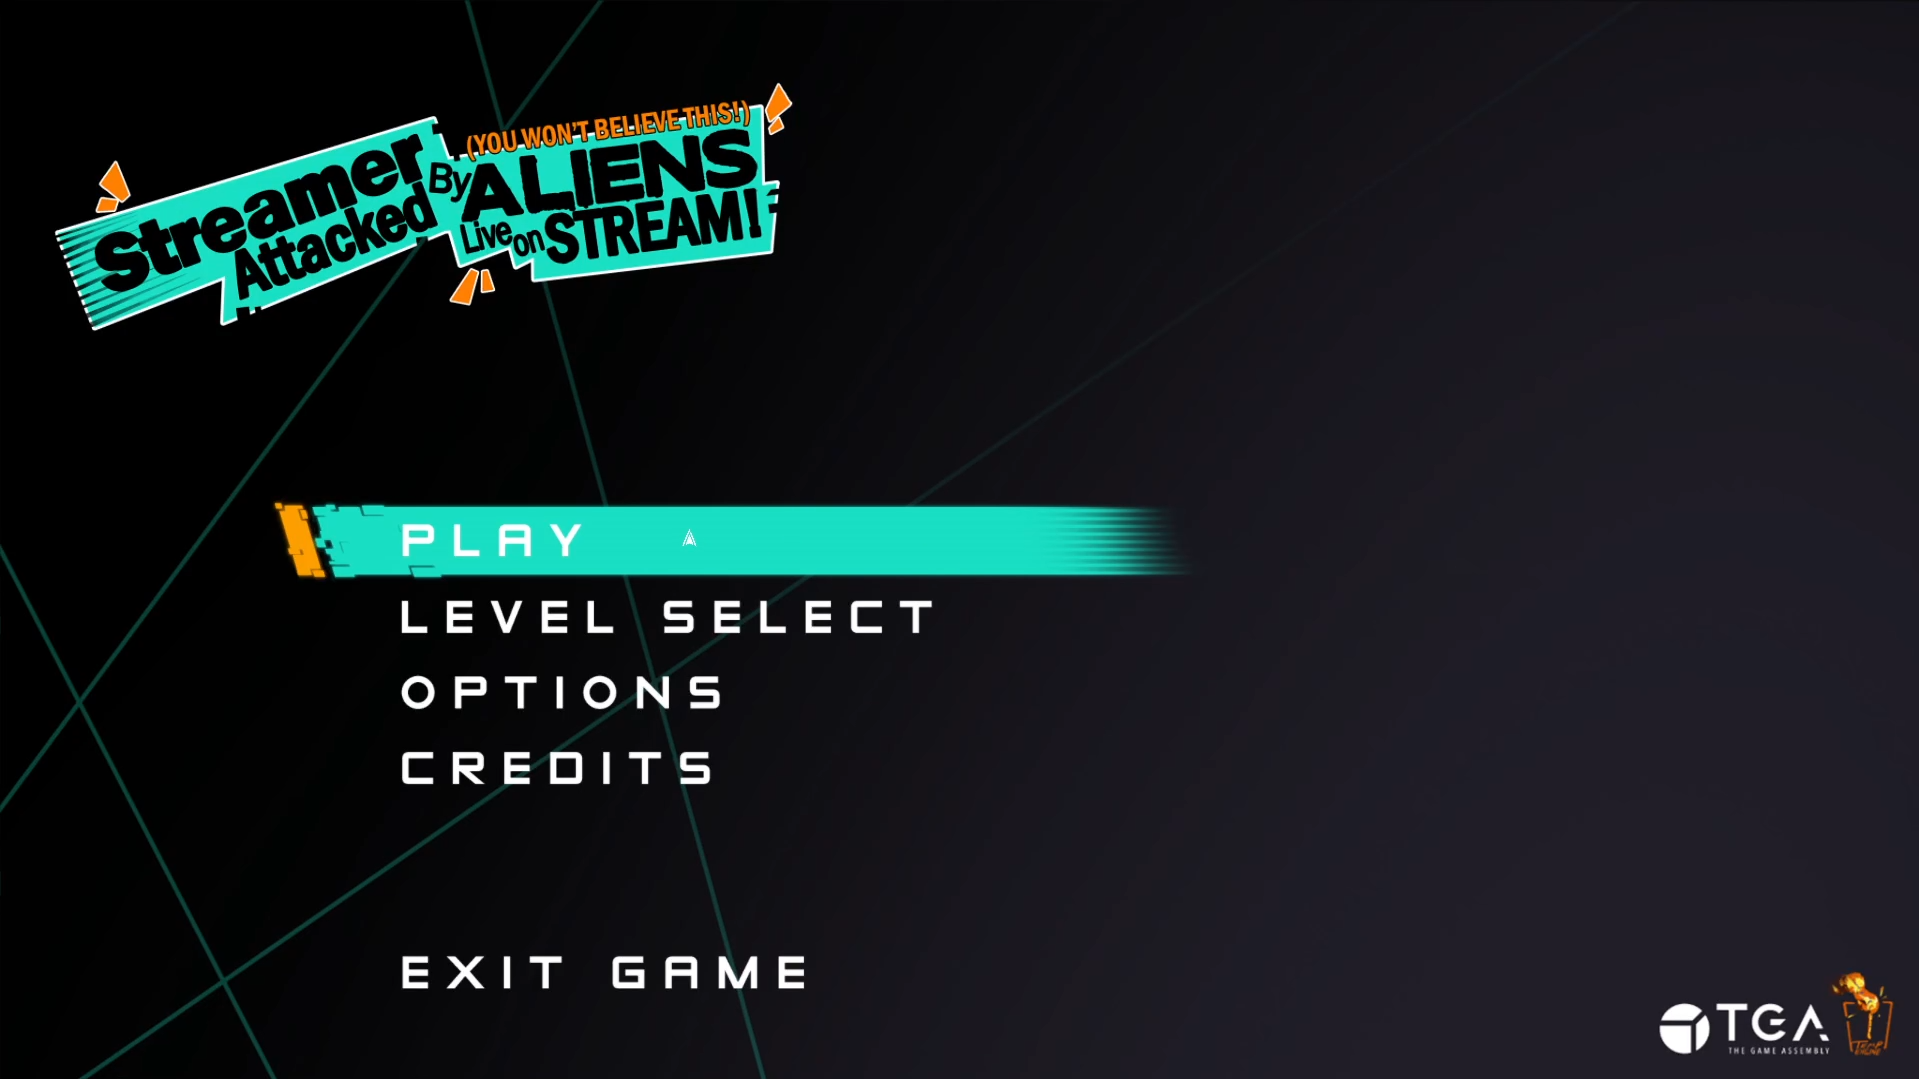 (YOU WON'T BELIEVE THIS!)
Streamer By ALIENS
Attacked Live on STREAM!
PLAY
LEVEL SELECT
OPTIONS
CREDITS
EXIT GAME
TGA
THE GAME ASSEMBLY